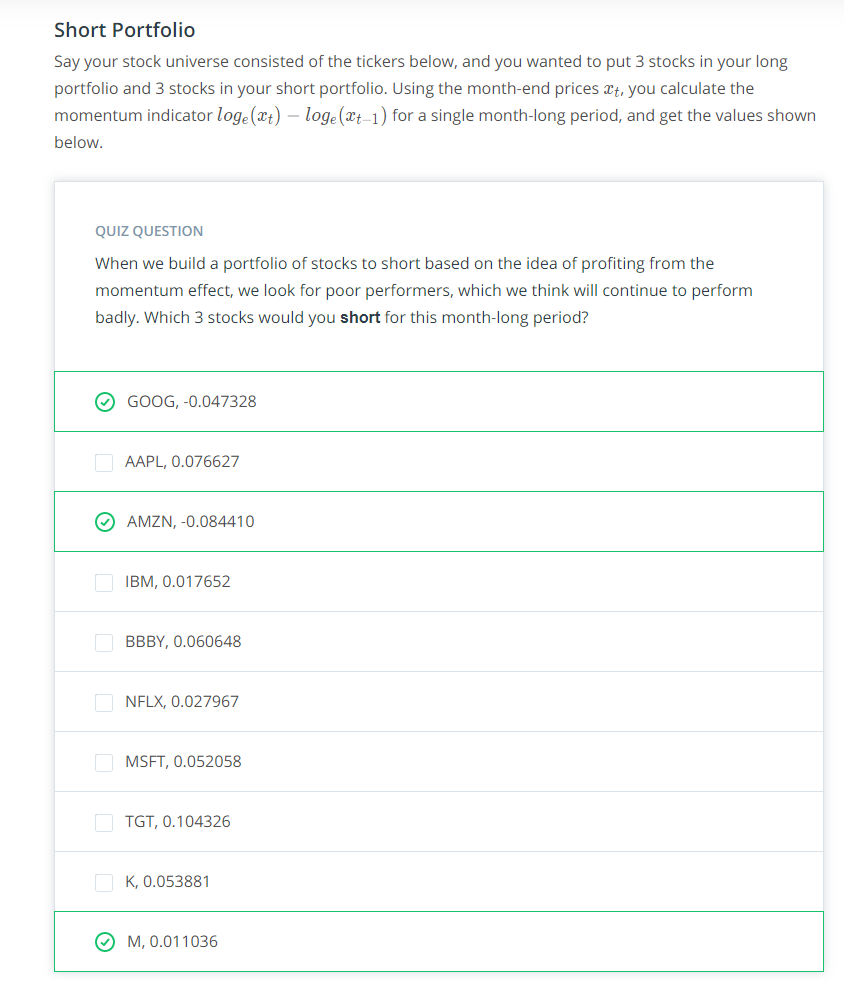 Short Portfolio
Say your stock universe consisted of the tickers below, and you wanted to put 3 stocks in your long
portfolio and 3 stocks in your short portfolio. Using the month-end prices xₜ, you calculate the
momentum indicator logₑ(xₜ) − logₑ(xₜ₋₁) for a single month-long period, and get the values shown
below.
QUIZ QUESTION
When we build a portfolio of stocks to short based on the idea of profiting from the
momentum effect, we look for poor performers, which we think will continue to perform
badly. Which 3 stocks would you short for this month-long period?
GOOG, -0.047328
AAPL, 0.076627
AMZN, -0.084410
IBM, 0.017652
BBBY, 0.060648
NFLX, 0.027967
MSFT, 0.052058
TGT, 0.104326
K, 0.053881
M, 0.011036